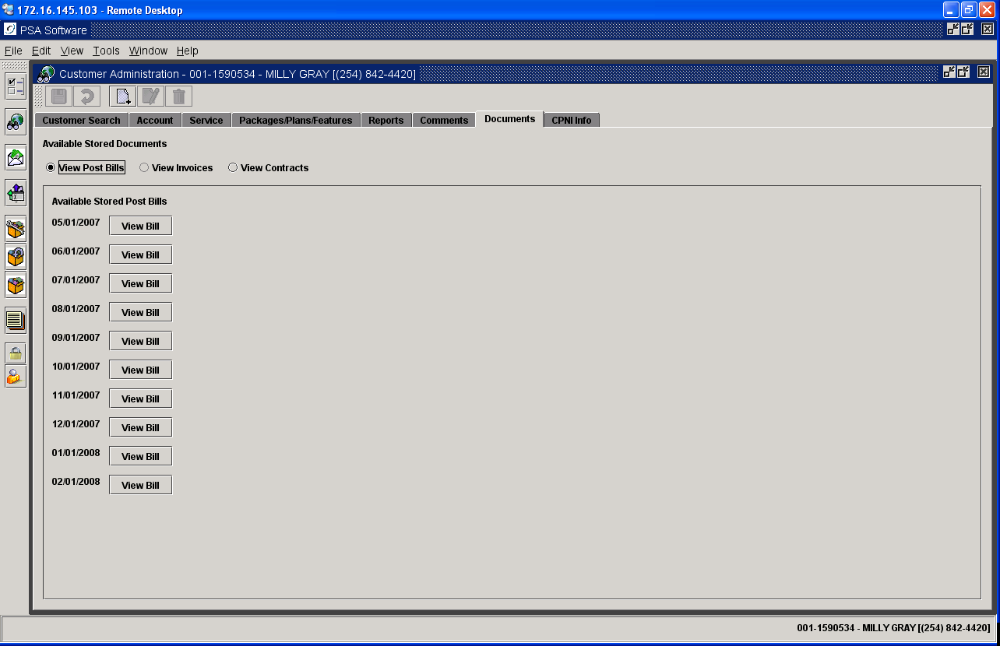 172.16.145.103 - Remote Desktop
PSA Software
File Edit View Tools Window Help
Customer Administration - 001-1590534 - MILLY GRAY [(254) 842-4420]
Customer Search Account Service Packages/Plans/Features Reports Comments Documents CPNI Info
Available Stored Documents
View Post Bills View Invoices View Contracts
Available Stored Post Bills
05/01/2007 View Bill
06/01/2007 View Bill
07/01/2007 View Bill
08/01/2007 View Bill
09/01/2007 View Bill
10/01/2007 View Bill
11/01/2007 View Bill
12/01/2007 View Bill
01/01/2008 View Bill
02/01/2008 View Bill
001-1590534 - MILLY GRAY [(254) 842-4420]